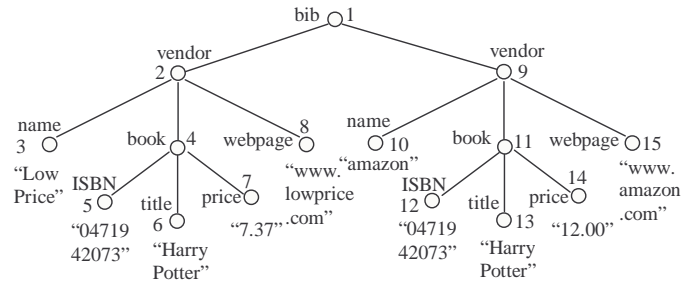 bib 1
vendor
2
vendor
9
name
3
"Low
Price"
book 4
webpage
8
"www.
lowprice
.com"
ISBN
5
"04719
42073"
title
6
"Harry
Potter"
price
7
"7.37"
name
10
"amazon"
book 11
webpage 15
"www.
amazon
.com"
ISBN
12
"04719
42073"
title
13
"Harry
Potter"
price
14
"12.00"